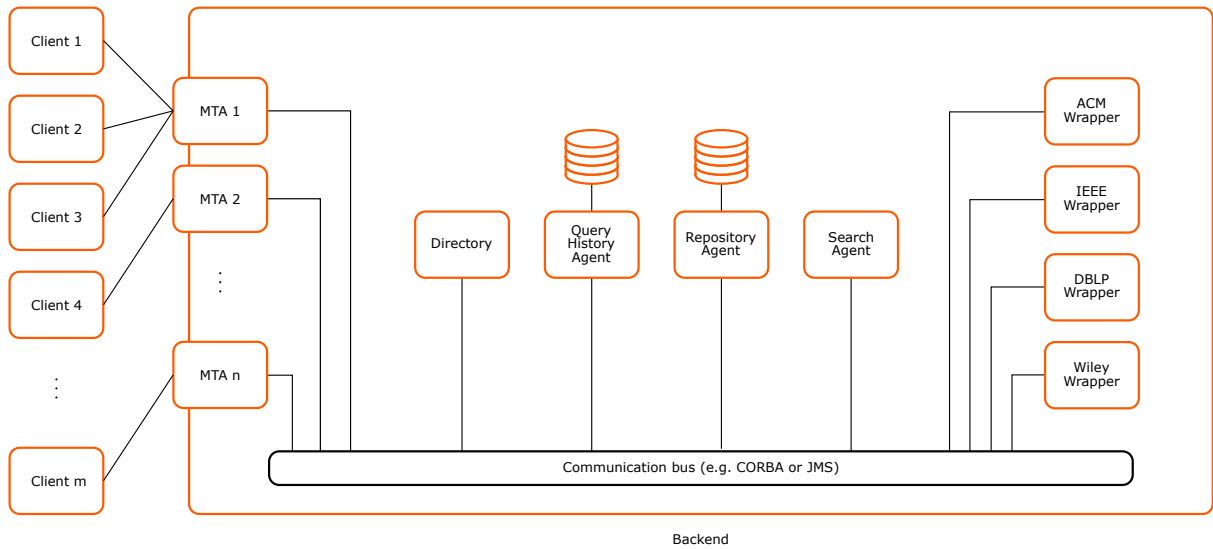 Client 1
Client 2
Client 3
Client 4
⋮
Client m
MTA 1
MTA 2
⋮
MTA n
Directory
Query
History
Agent
Repository
Agent
Search
Agent
ACM
Wrapper
IEEE
Wrapper
DBLP
Wrapper
Wiley
Wrapper
Communication bus (e.g. CORBA or JMS)
Backend